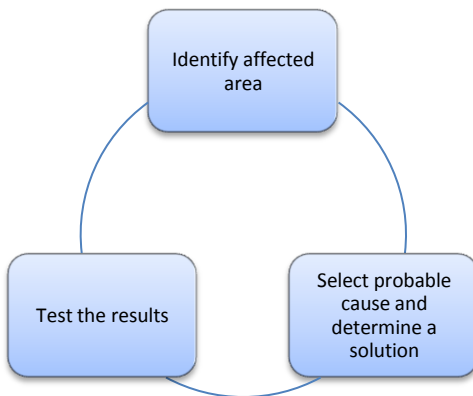 Identify affected
area
Select probable
cause and
determine a
solution
Test the results